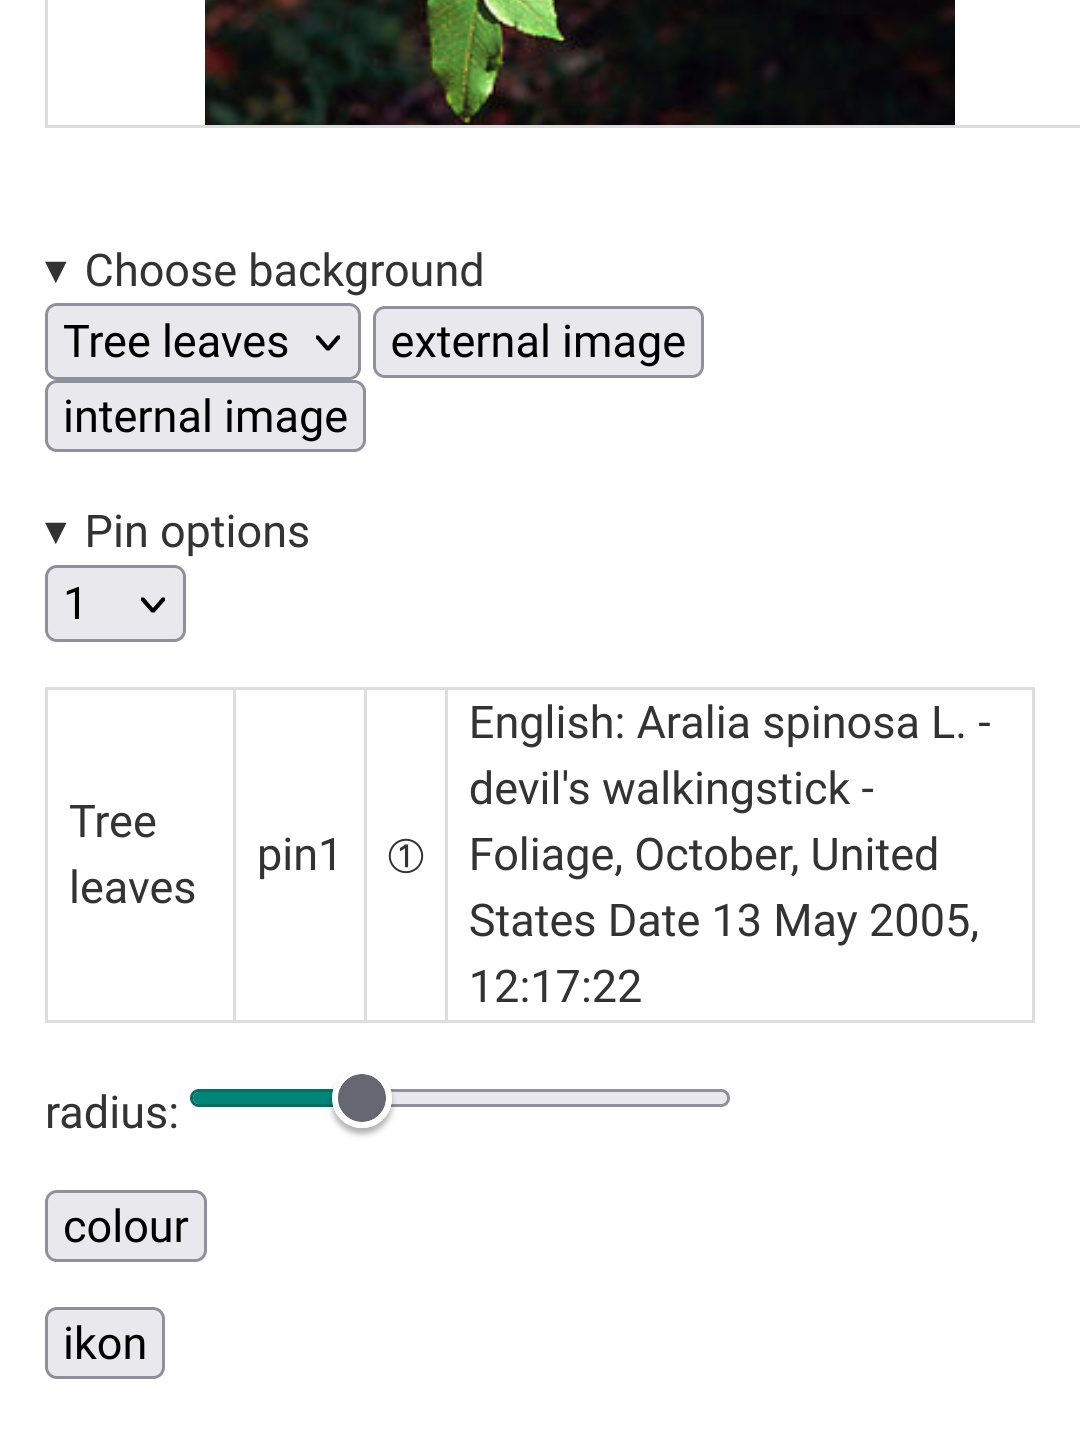 ▼ Choose background
Tree leaves external image
internal image
▼ Pin options
1
Tree
leaves
pin1
①
English: Aralia spinosa L. -
devil's walkingstick -
Foliage, October, United
States Date 13 May 2005,
12:17:22
radius:
colour
ikon